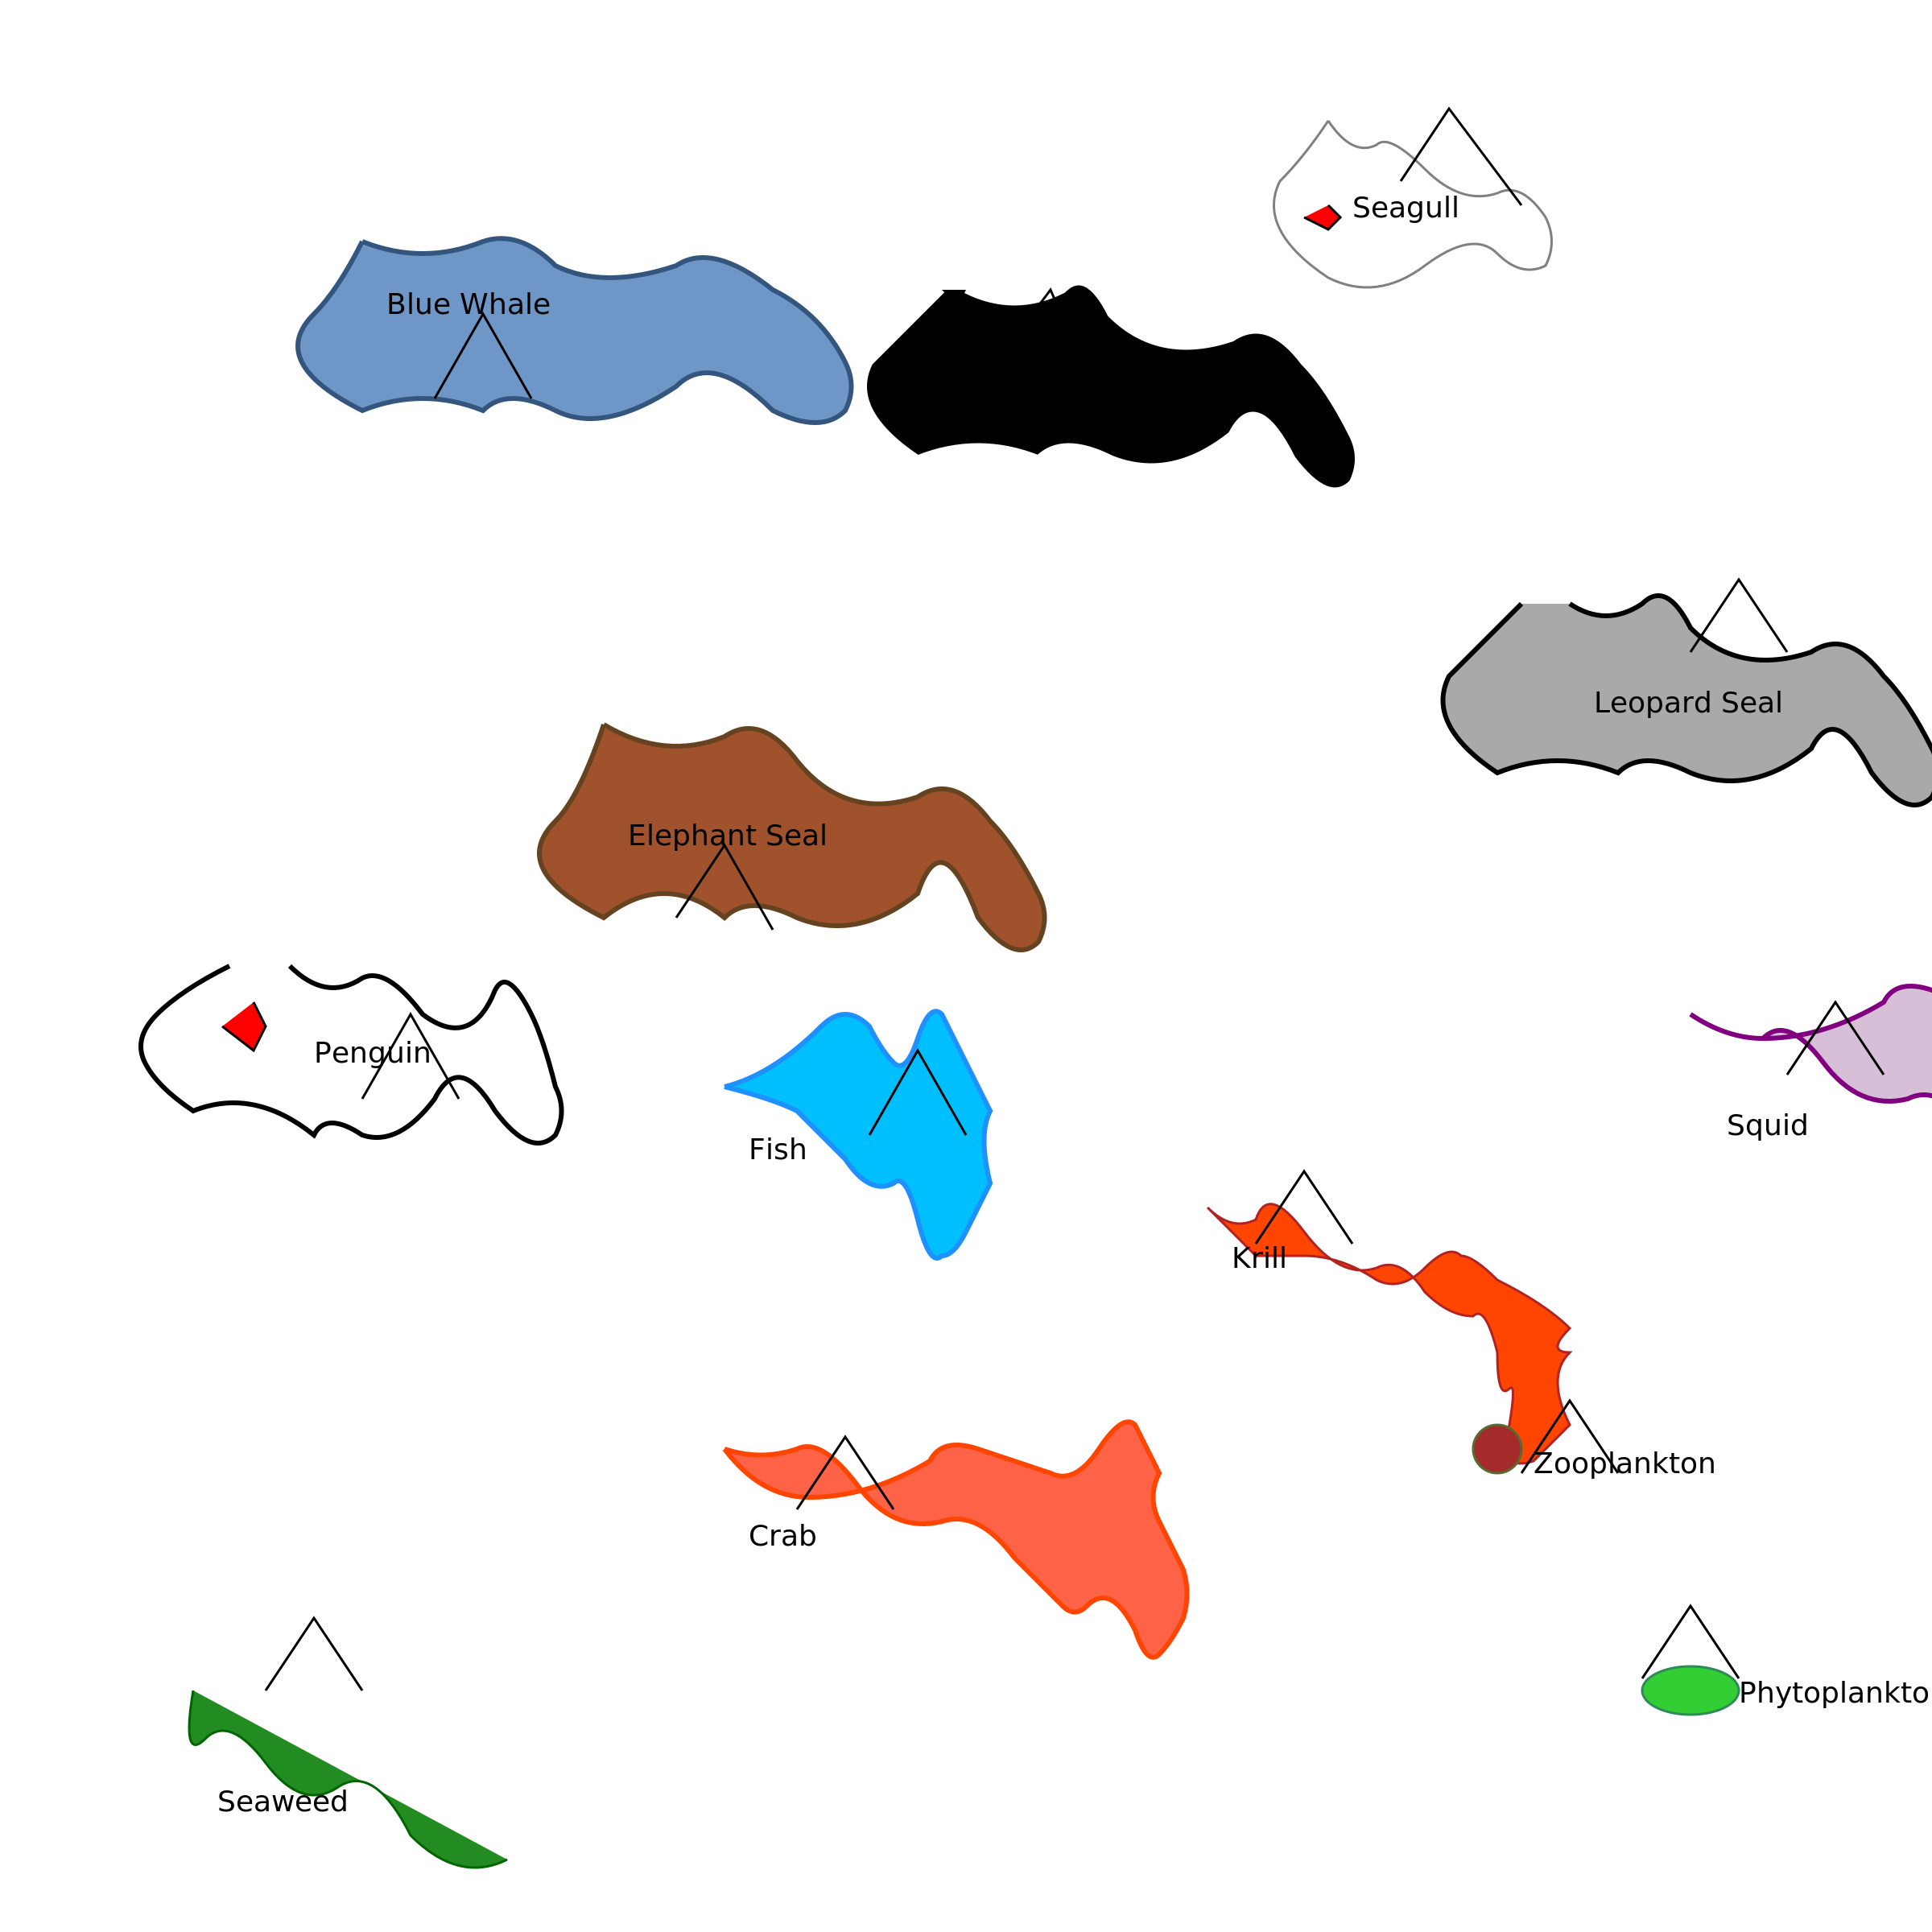 Seagull
Blue Whale
Leopard Seal
Elephant Seal
Penguin
Squid
Fish
Krill
Zooplankton
Crab
Phytoplankto
Seaweed